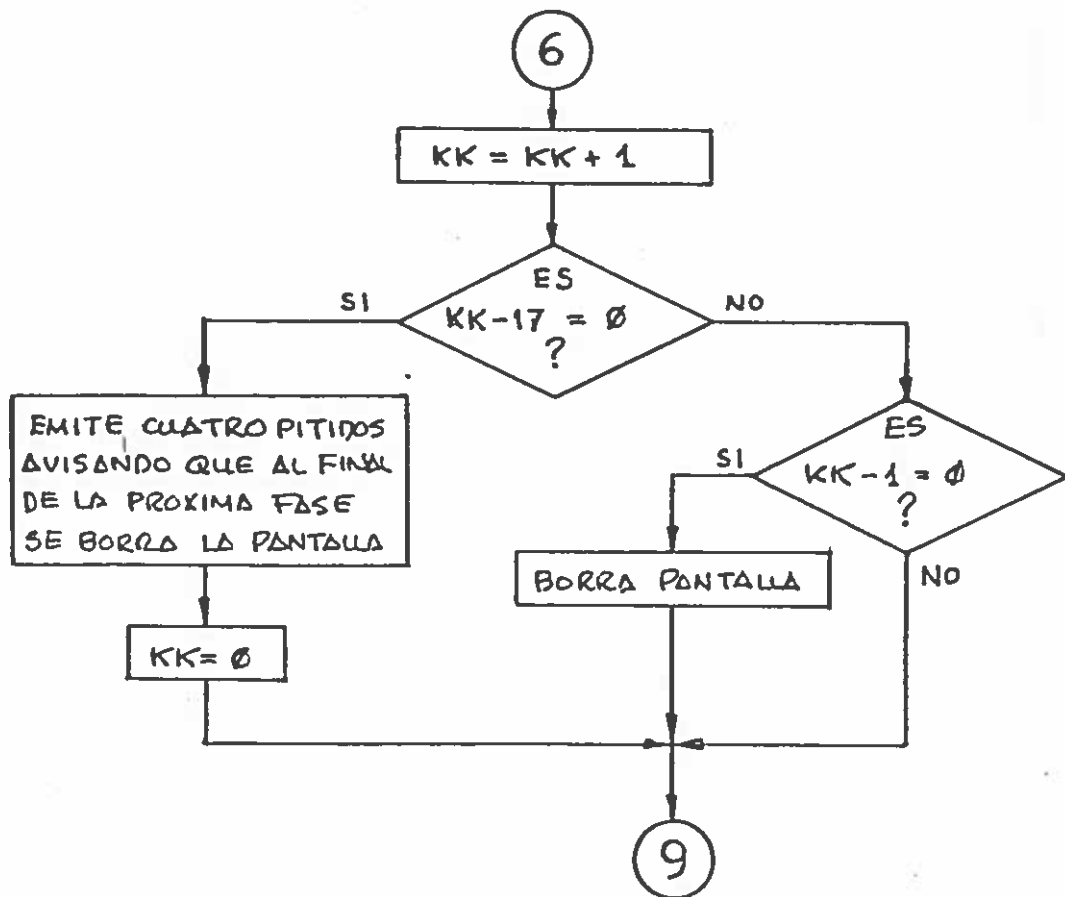 6
KK = KK + 1
ES
KK-17 = Ø
?
SI
NO
EMITE CUATRO PITIDOS
AVISANDO QUE AL FINAL
DE LA PROXIMA FASE
SE BORRA LA PANTALLA
ES
KK-1 = Ø
?
SI
NO
BORRA PANTALLA
KK= Ø
9